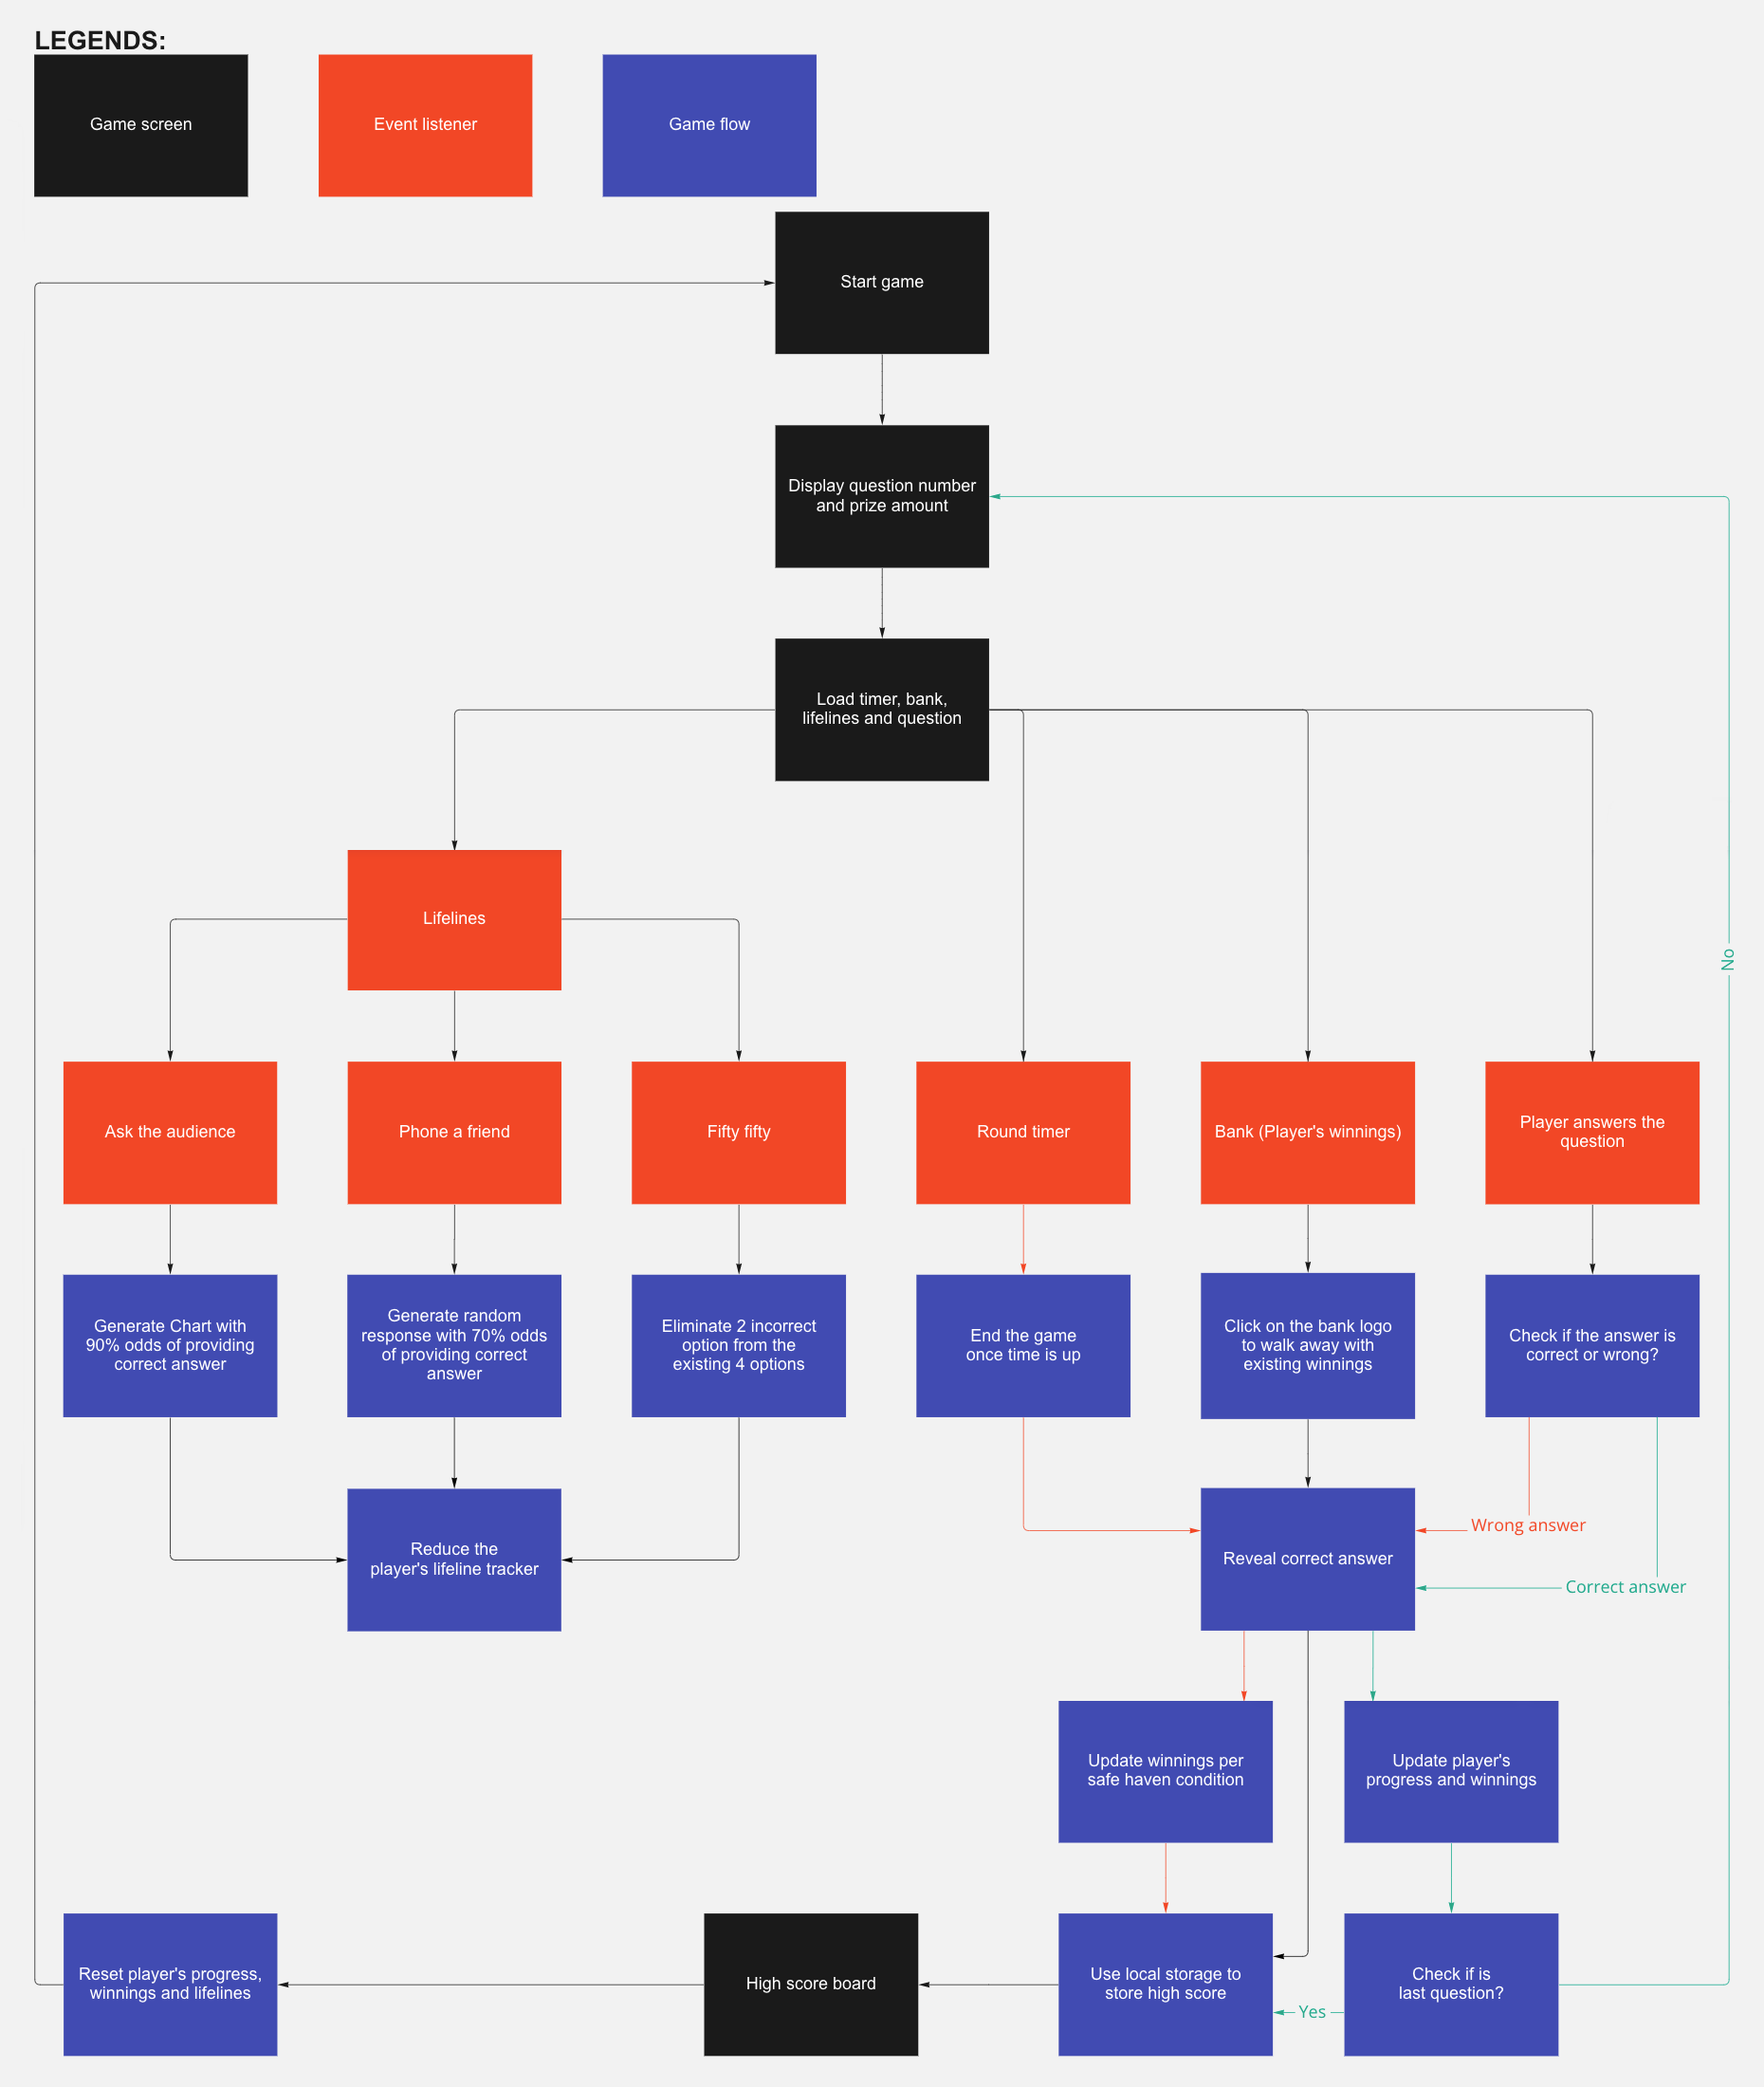 LEGENDS:
Game screen
Event listener
Game flow
Start game
Display question number
and prize amount
Load timer, bank,
lifelines and question
Lifelines
No
Ask the audience
Phone a friend
Fifty fifty
Round timer
Bank (Player's winnings)
Player answers the
question
Generate Chart with
90% odds of providing
correct answer
Generate random
response with 70% odds
of providing correct
answer
Eliminate 2 incorrect
option from the
existing 4 options
End the game
once time is up
Click on the bank logo
to walk away with
existing winnings
Check if the answer is
correct or wrong?
Reduce the
player's lifeline tracker
Reveal correct answer
Wrong answer
Correct answer
Update winnings per
safe haven condition
Update player's
progress and winnings
Reset player's progress,
winnings and lifelines
High score board
Use local storage to
store high score
Yes
Check if is
last question?